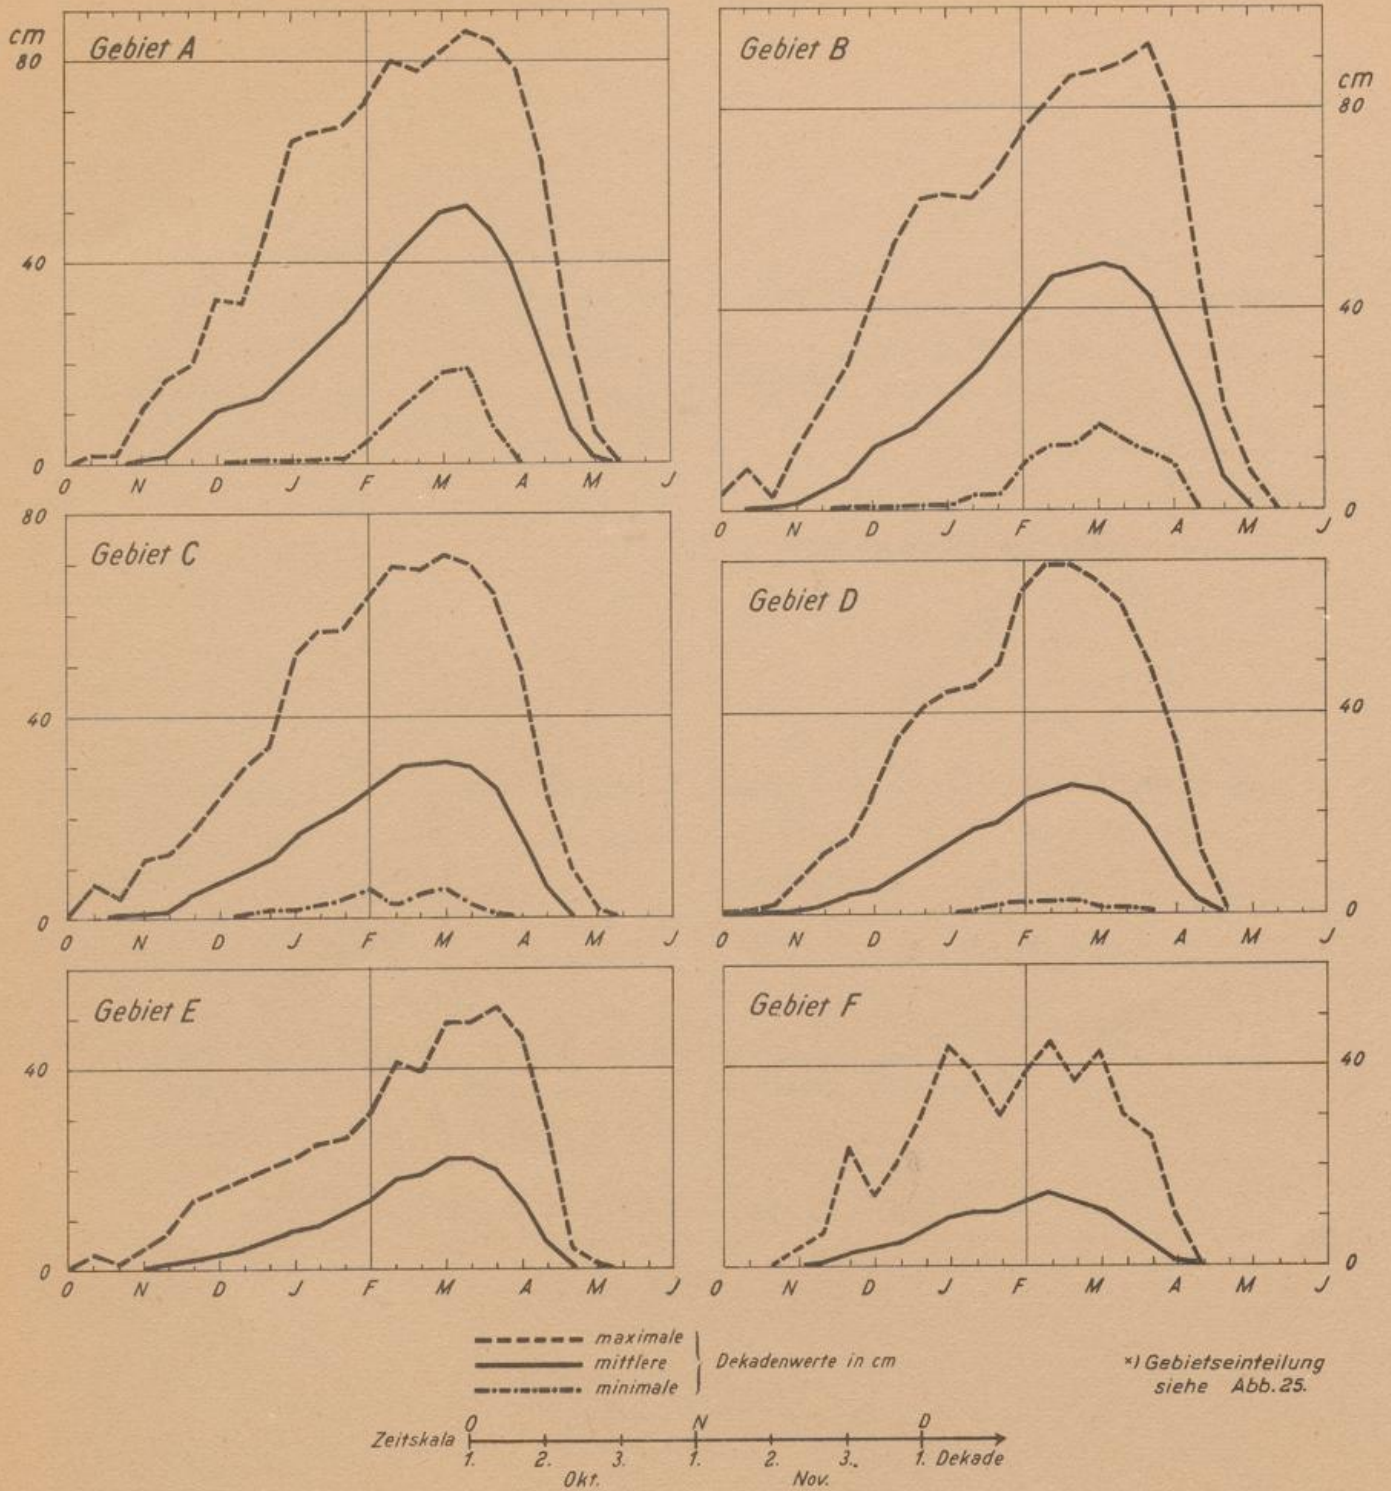 cm
Gebiet A
80
40
0
O N D J F M A M J
Gebiet B
cm
80
40
0
O N D J F M A M J
80
Gebiet C
40
0
O N D J F M A M J
Gebiet D
40
0
O N D J F M A M J
Gebiet E
40
0
O N D J F M A M J
Gebiet F
40
0
O N D J F M A M J
maximale
mittlere
minimale
Dekadenwerte in cm
x) Gebietseinteilung
siehe Abb. 25.
O N D
Zeitskala
1. 2. 3. 1. 2. 3. 1. Dekade
Okt. Nov.